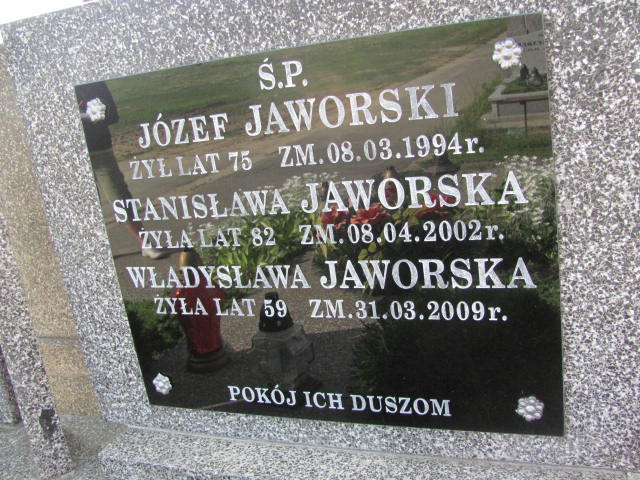 Ś.P.
JÓZEF JAWORSKI
ŻYŁ LAT 75 ZM.08.03.1994r.
STANISŁAWA JAWORSKA
ŻYŁA LAT 82 ZM.08.04.2002r.
WŁADYSŁAWA JAWORSKA
ŻYŁA LAT 59 ZM.31.03.2009r.
POKÓJ ICH DUSZOM